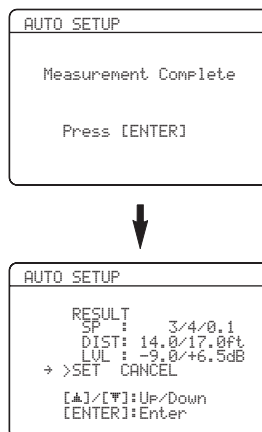 AUTO SETUP
Measurement Complete
Press [ENTER]
AUTO SETUP
RESULT
SP : 3/4/0.1
DIST: 14.0/17.0ft
LVL : -9.0/+6.5dB
→ >SET CANCEL
[▲]/[▼]:Up/Down
[ENTER]:Enter